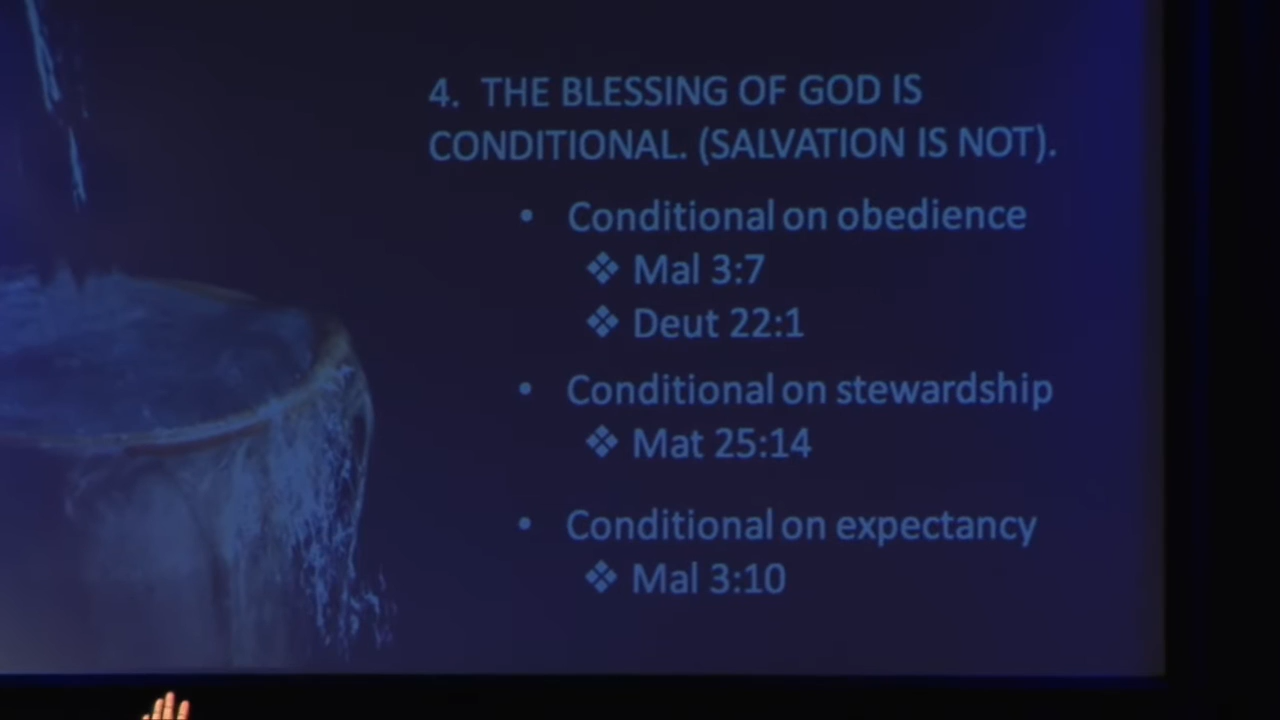 4. THE BLESSING OF GOD IS
CONDITIONAL. (SALVATION IS NOT).
• Conditional on obedience
❖ Mal 3:7
❖ Deut 22:1
• Conditional on stewardship
❖ Mat 25:14
• Conditional on expectancy
❖ Mal 3:10